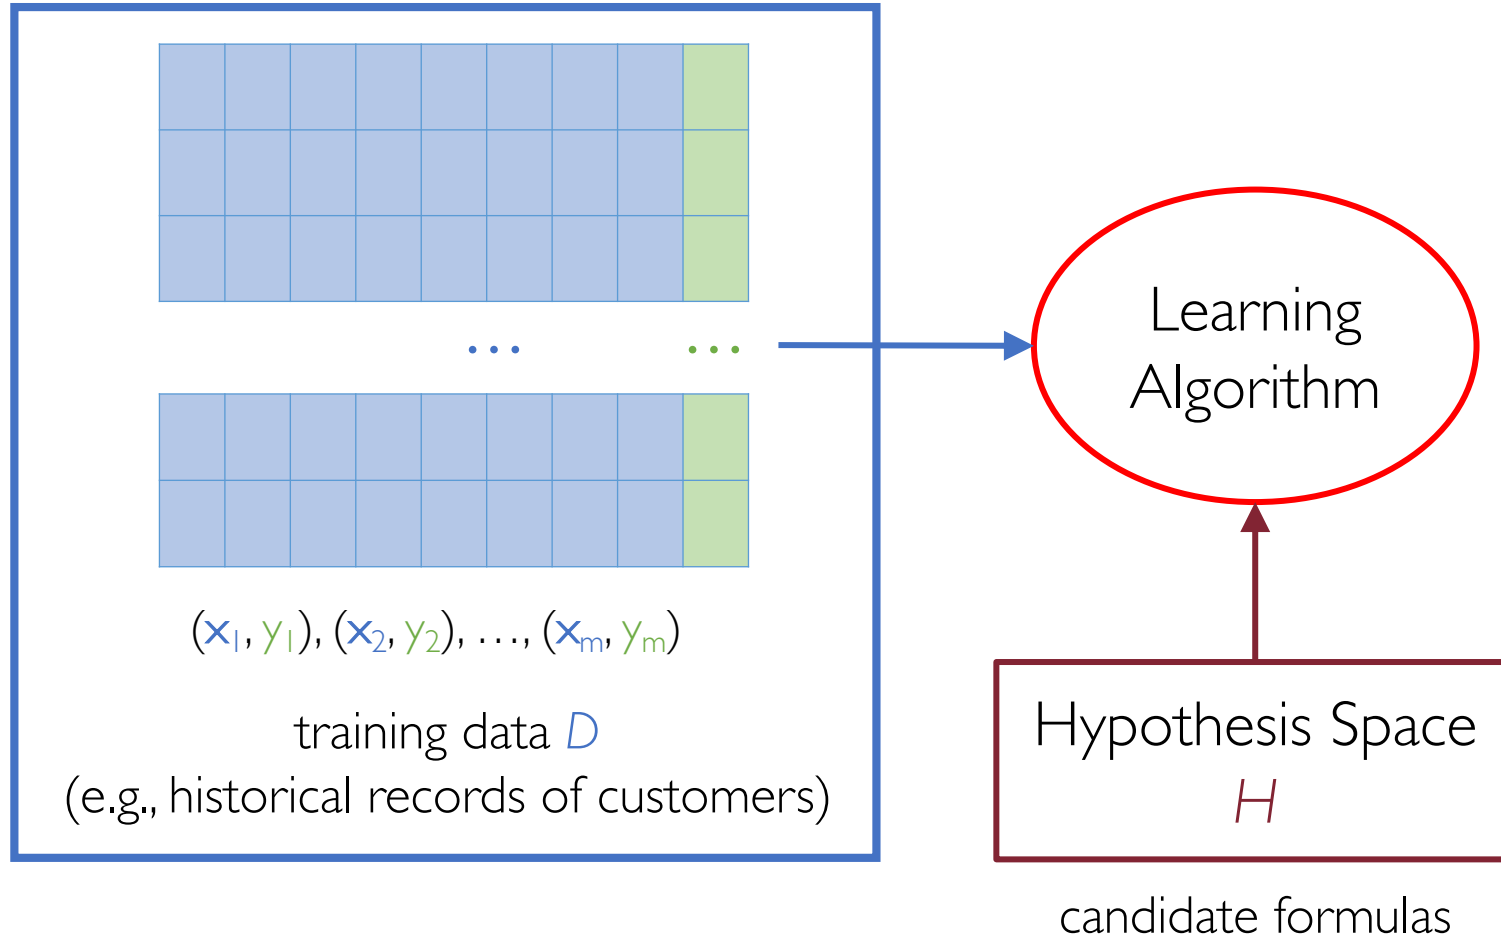 ... ...
(x₁, y₁), (x₂, y₂), ..., (xₘ, yₘ)
training data D
(e.g., historical records of customers)
Learning
Algorithm
Hypothesis Space
H
candidate formulas